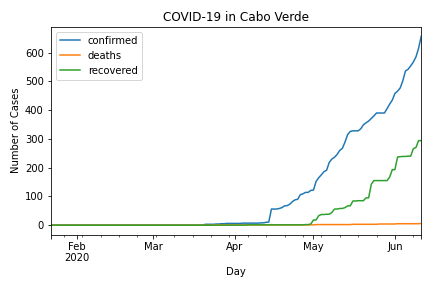 COVID-19 in Cabo Verde
confirmed
deaths
recovered
Number of Cases
600
500
400
300
200
100
0
Feb
2020
Mar
Apr
May
Jun
Day